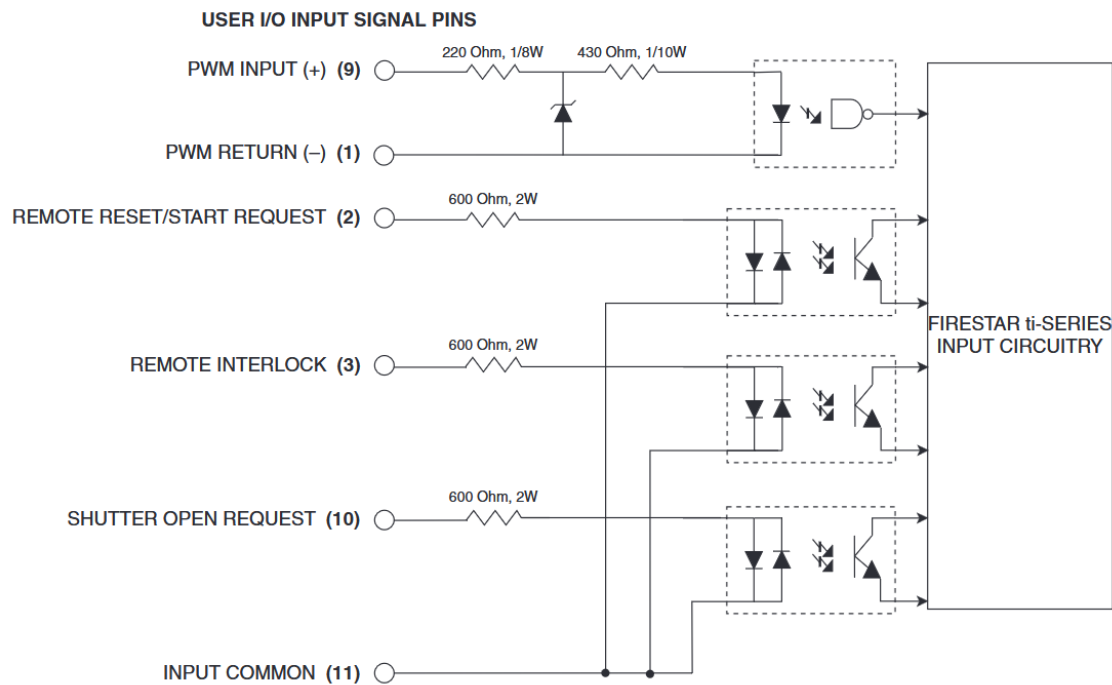 USER I/O INPUT SIGNAL PINS
220 Ohm, 1/8W
430 Ohm, 1/10W
PWM INPUT (+) (9)
PWM RETURN (–) (1)
600 Ohm, 2W
REMOTE RESET/START REQUEST (2)
FIRESTAR ti-SERIES
INPUT CIRCUITRY
600 Ohm, 2W
REMOTE INTERLOCK (3)
600 Ohm, 2W
SHUTTER OPEN REQUEST (10)
INPUT COMMON (11)